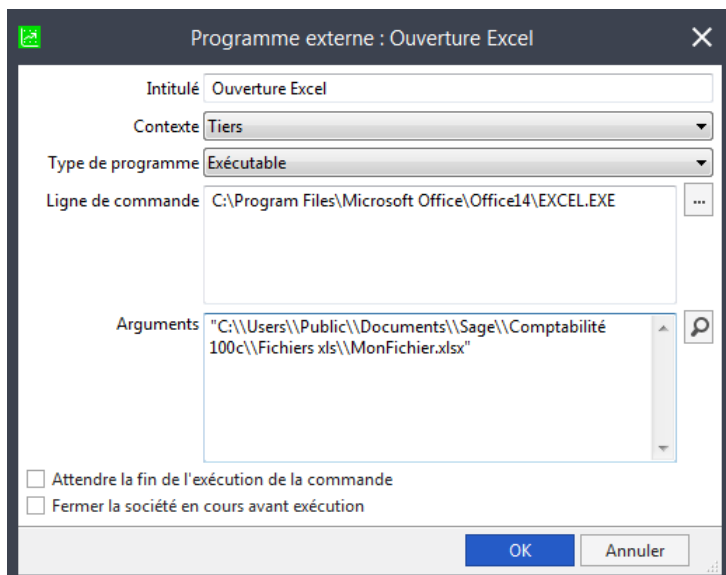 Programme externe : Ouverture Excel
Intitulé Ouverture Excel
Contexte Tiers
Type de programme Exécutable
Ligne de commande C:\Program Files\Microsoft Office\Office14\EXCEL.EXE
...
Arguments "C:\\Users\\Public\\Documents\\Sage\\Comptabilité
100c\\Fichiers xls\\MonFichier.xlsx"
Attendre la fin de l'exécution de la commande
Fermer la société en cours avant exécution
OK Annuler